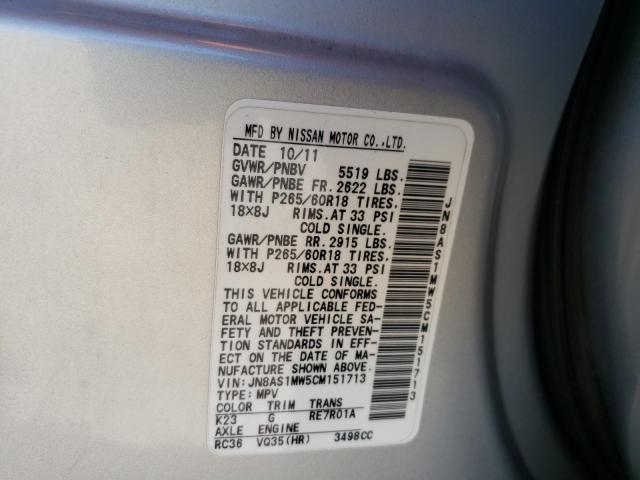 MFD BY NISSAN MOTOR CO.,LTD.
DATE 10/11
GVWR/PNBV 5519 LBS.
GAWR/PNBE FR. 2622 LBS.
WITH P265/60R18 TIRES,
18×8J RIMS.AT 33 PSI
COLD SINGLE.
GAWR/PNBE RR. 2915 LBS.
WITH P265/60R18 TIRES,
18×8J RIMS.AT 33 PSI
COLD SINGLE.
THIS VEHICLE CONFORMS
TO ALL APPLICABLE FED-
ERAL MOTOR VEHICLE SA-
FETY AND THEFT PREVEN-
TION STANDARDS IN EFF-
ECT ON THE DATE OF MA-
NUFACTURE SHOWN ABOVE.
VIN: JN8AS1MW5CM151713
TYPE: MPV
COLOR TRIM TRANS
K23 G RE7R01A
AXLE ENGINE
RC36 VQ35(HR) 3498CC
JN8AS1MW5CM151713